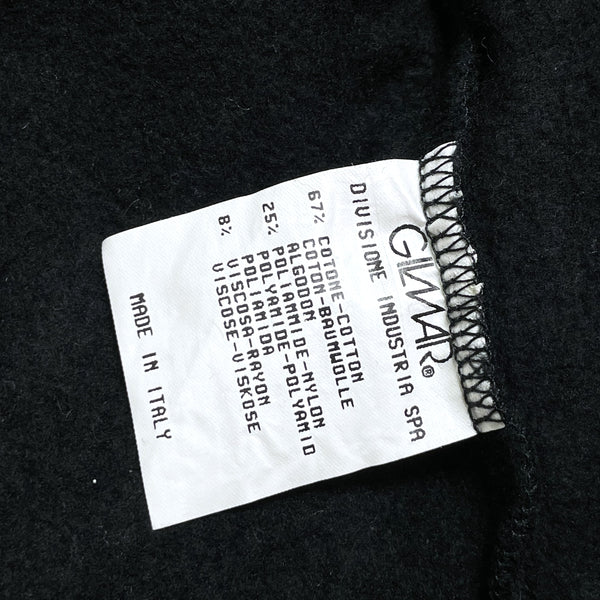 GILMAR®
DIVISIONE INDUSTRIA SPA
67% COTONE-COTTON
COTON-BAUMWOLLE
ALGODON
25% POLIAMMIDE-NYLON
POLYAMIDE-POLYAMID
POLIAMIDA
8% VISCOSA-RAYON
VISCOSE-VISKOSE
MADE IN ITALY